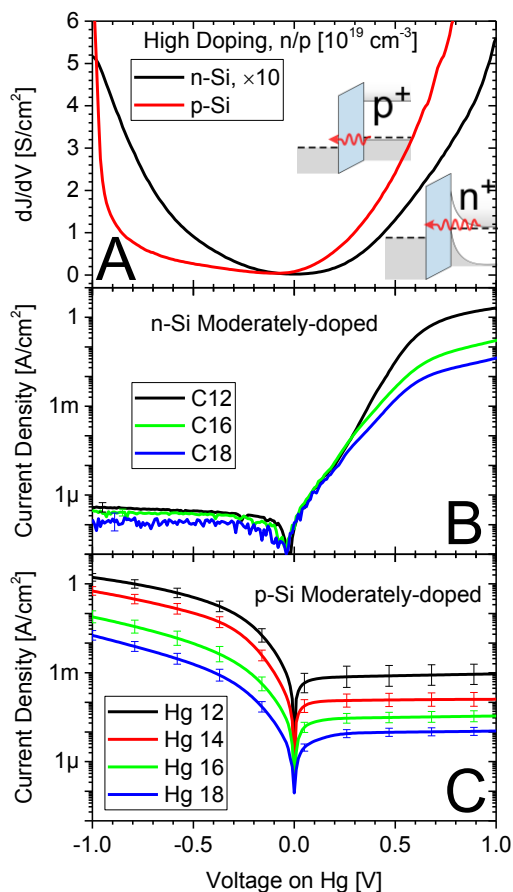 High Doping, n/p [10^19 cm^-3]
n-Si, ×10
p-Si
p+
n+
A
dJ/dV [S/cm²]
6
5
4
3
2
1
0
n-Si Moderately-doped
C12
C16
C18
B
Current Density [A/cm²]
1
1m
1µ
p-Si Moderately-doped
Hg 12
Hg 14
Hg 16
Hg 18
C
Current Density [A/cm²]
1
1m
1µ
-1.0 -0.5 0.0 0.5 1.0
Voltage on Hg [V]